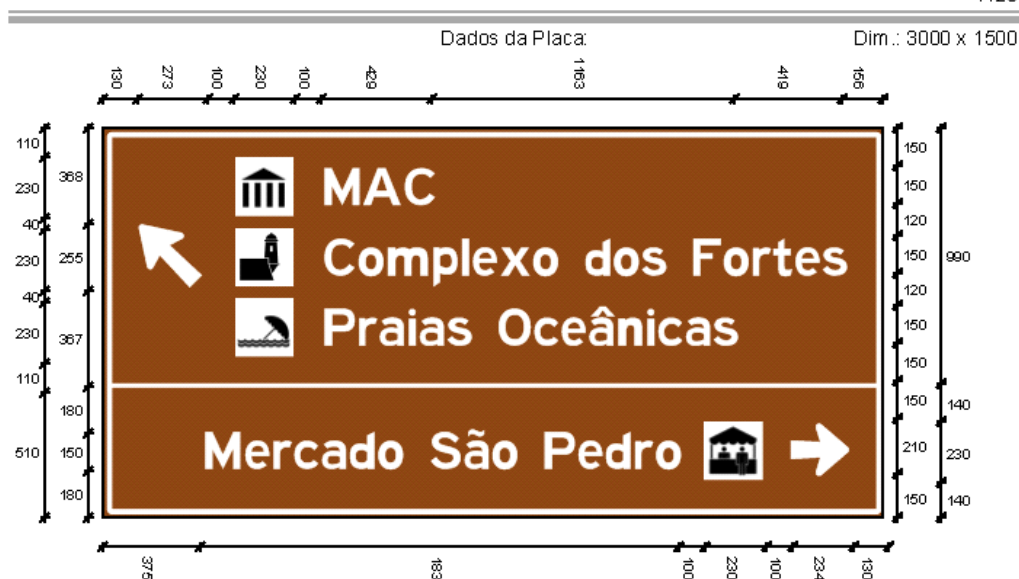 Dados da Placa:
Dim.: 3000 x 1500
130 273 100 230 100 429 1163 419 156
110 230 40 230 40 230 110 510
368 255 367 180 150 180
MAC
Complexo dos Fortes
Praias Oceânicas
Mercado São Pedro
150 150 120 150 120 150 150 150 210 150
990 140 230 140
375 183 100 230 100 234 130